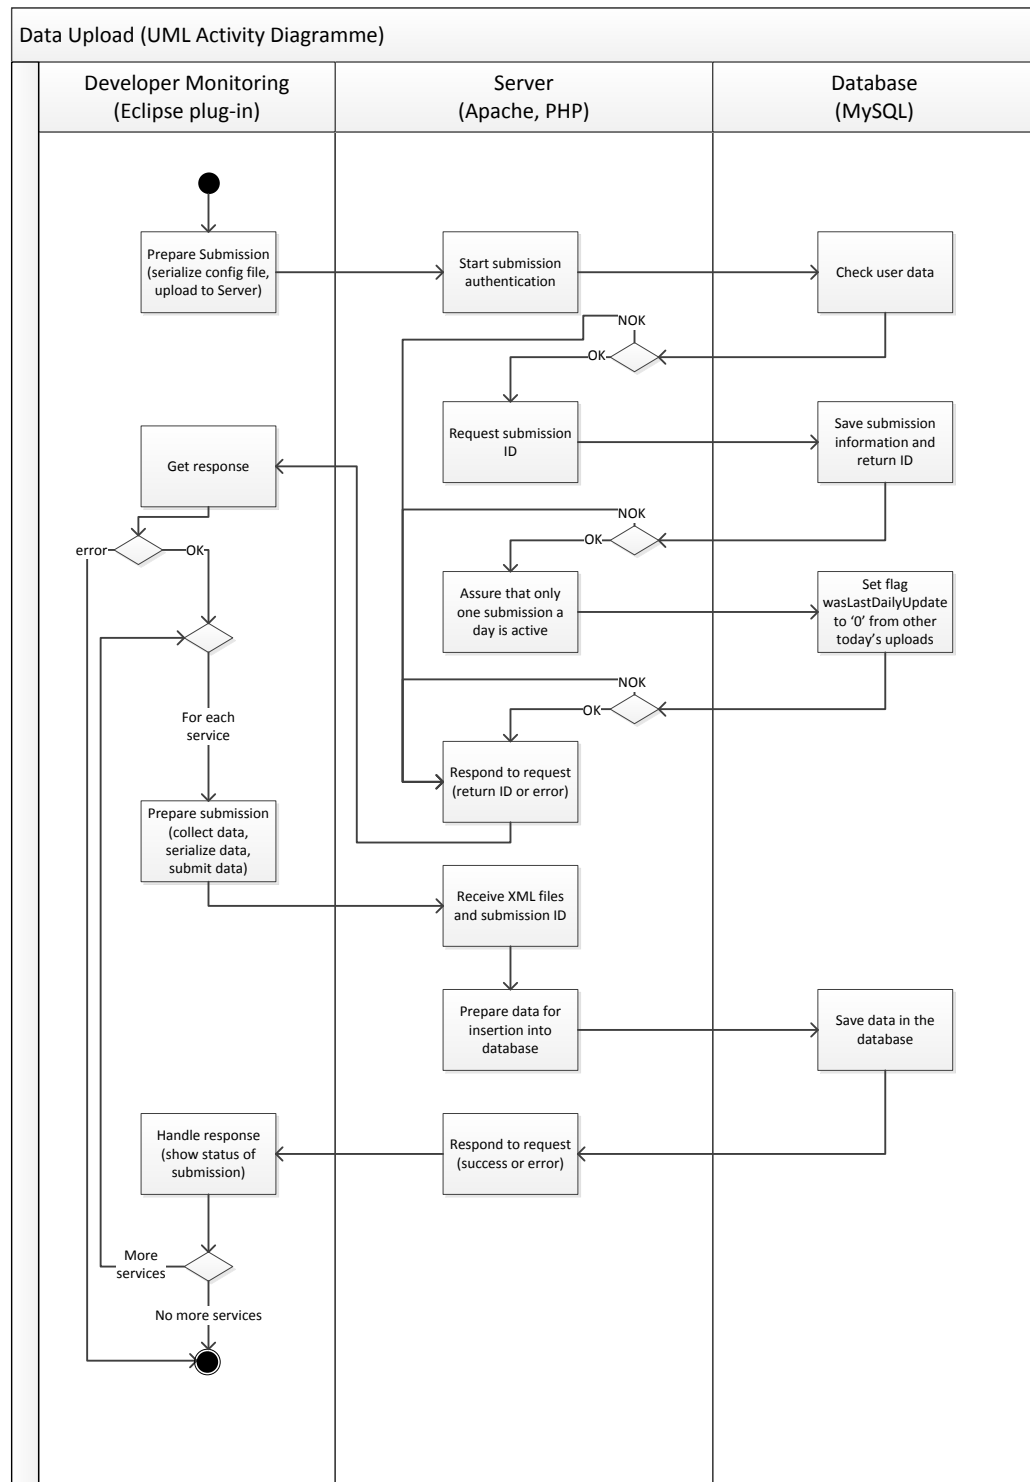 Data Upload (UML Activity Diagramme)
Developer Monitoring
(Eclipse plug-in)
Server
(Apache, PHP)
Database
(MySQL)
Prepare Submission
(serialize config file,
upload to Server)
Start submission
authentication
Check user data
NOK
OK
Request submission
ID
Save submission
information and
return ID
Get response
NOK
OK
error
OK
Assure that only
one submission a
day is active
Set flag
wasLastDailyUpdate
to ‘0’ from other
today’s uploads
NOK
OK
For each
service
Respond to request
(return ID or error)
Prepare submission
(collect data,
serialize data,
submit data)
Receive XML files
and submission ID
Prepare data for
insertion into
database
Save data in the
database
Handle response
(show status of
submission)
Respond to request
(success or error)
More
services
No more services